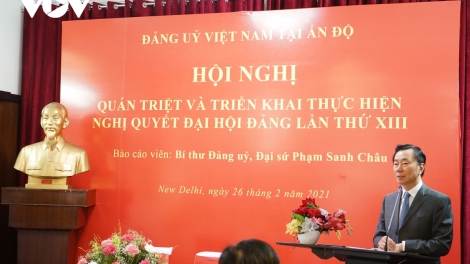 VOV
ĐẢNG UỶ VIỆT NAM TẠI ẤN ĐỘ
HỘI NGHỊ
QUÁN TRIỆT VÀ TRIỂN KHAI THỰC HIỆN
NGHỊ QUYẾT ĐẠI HỘI ĐẢNG LẦN THỨ XIII
Báo cáo viên: Bí thư Đảng uỷ, Đại sứ Phạm Sanh Châu
New Delhi, ngày 26 tháng 2 năm 2021